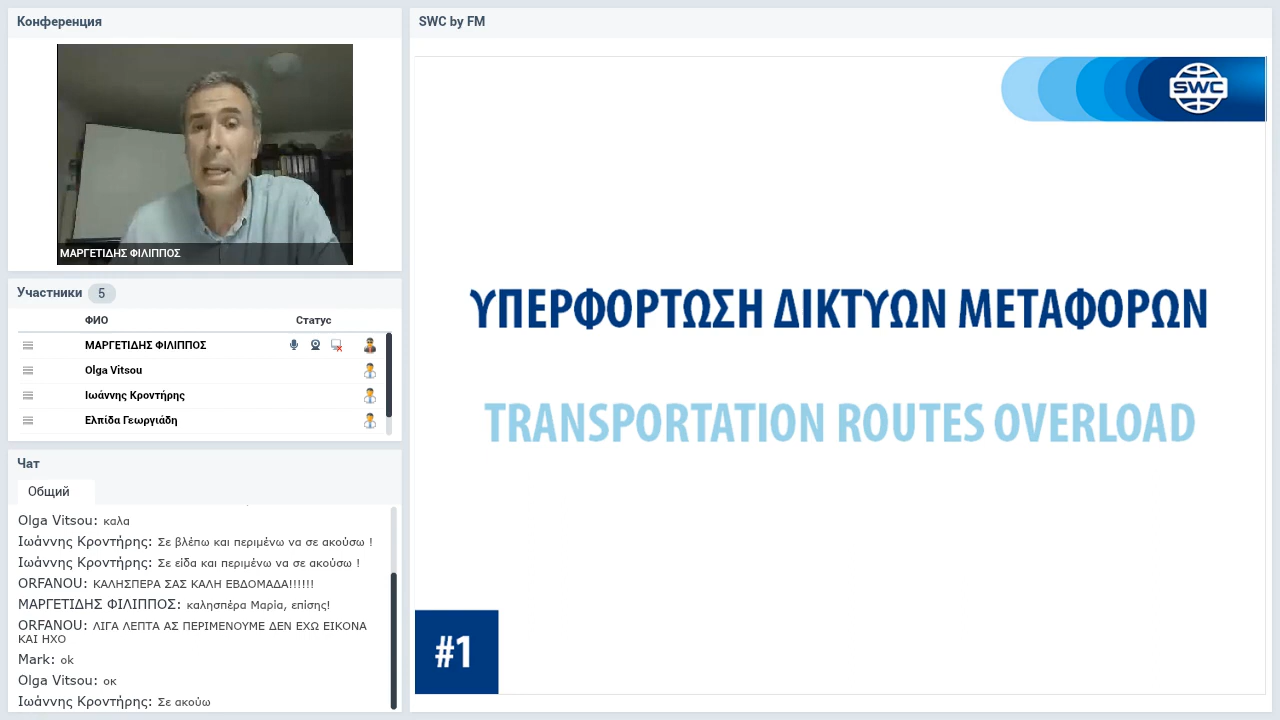 Конференция
ΜΑΡΓΕΤΙΔΗΣ ΦΙΛΙΠΠΟΣ
Участники 5
ФИО Статус
ΜΑΡΓΕΤΙΔΗΣ ΦΙΛΙΠΠΟΣ
Olga Vitsou
Ιωάννης Κροντήρης
Ελπίδα Γεωργιάδη
Чат
Общий
Olga Vitsou: καλα
Ιωάννης Κροντήρης: Σε βλέπω και περιμένω να σε ακούσω !
Ιωάννης Κροντήρης: Σε είδα και περιμένω να σε ακούσω !
ORFANOU: ΚΑΛΗΣΠΕΡΑ ΣΑΣ ΚΑΛΗ ΕΒΔΟΜΑΔΑ!!!!!!
ΜΑΡΓΕΤΙΔΗΣ ΦΙΛΙΠΠΟΣ: καλησπέρα Μαρία, επίσης!
ORFANOU: ΛΙΓΑ ΛΕΠΤΑ ΑΣ ΠΕΡΙΜΕΝΟΥΜΕ ΔΕΝ ΕΧΩ ΕΙΚΟΝΑ
ΚΑΙ ΗΧΟ
Mark: ok
Olga Vitsou: οκ
Ιωάννης Κροντήρης: Σε ακούω
SWC by FM
SWC
ΥΠΕΡΦΟΡΤΩΣΗ ΔΙΚΤΥΩΝ ΜΕΤΑΦΟΡΩΝ
TRANSPORTATION ROUTES OVERLOAD
#1